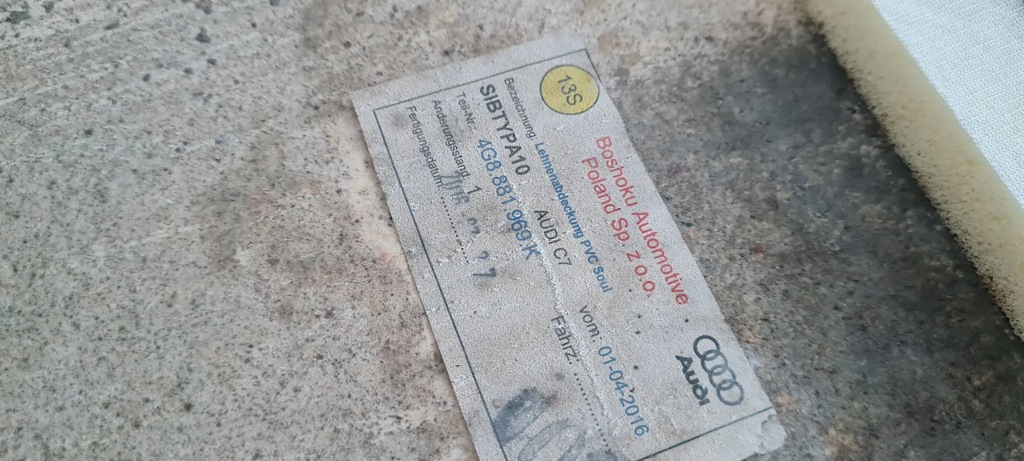 13S
Boshoku Automotive
Poland Sp. z o.o.
Audi
Bezeichnung: Lehnenabdeckung PVC Soul
SIBTYPA10 AUDI C7 vom: 01-04-2016
Teil-Nr.: 4G8 881 969 K Fahrz.:
Änderungsstand: 1
Fertigungsdatum: